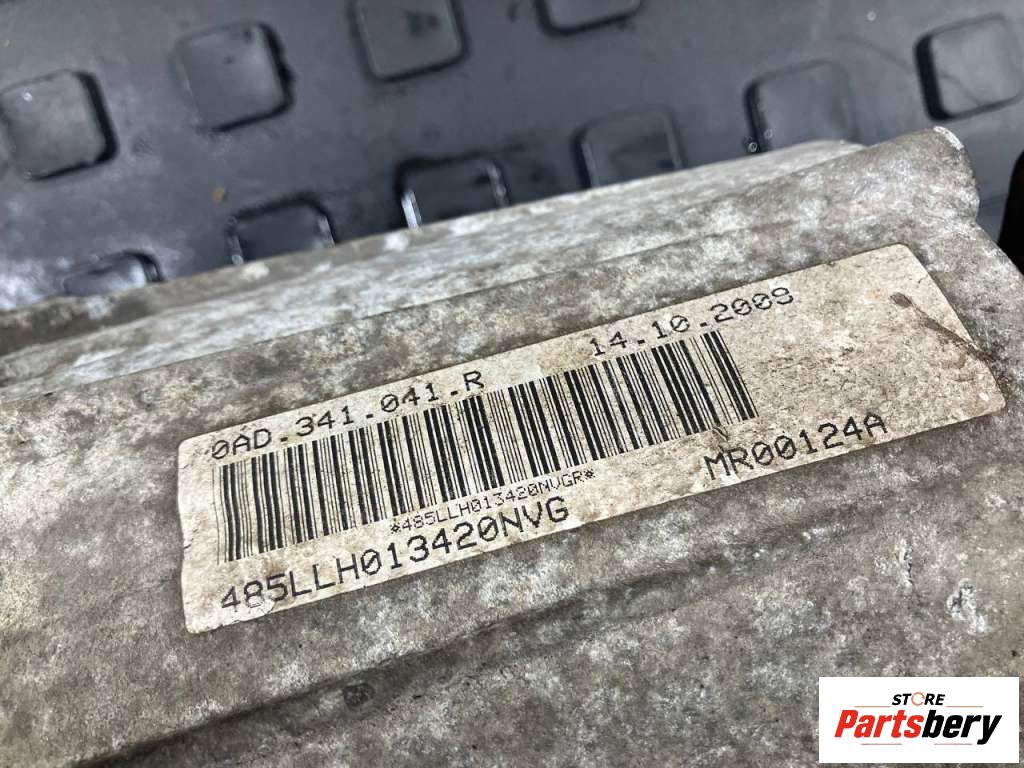 0AD.341.041.R 14.10.2009
*485LLH013420NVGR*
485LLH013420NVG MR00124A
STORE
Partsbery